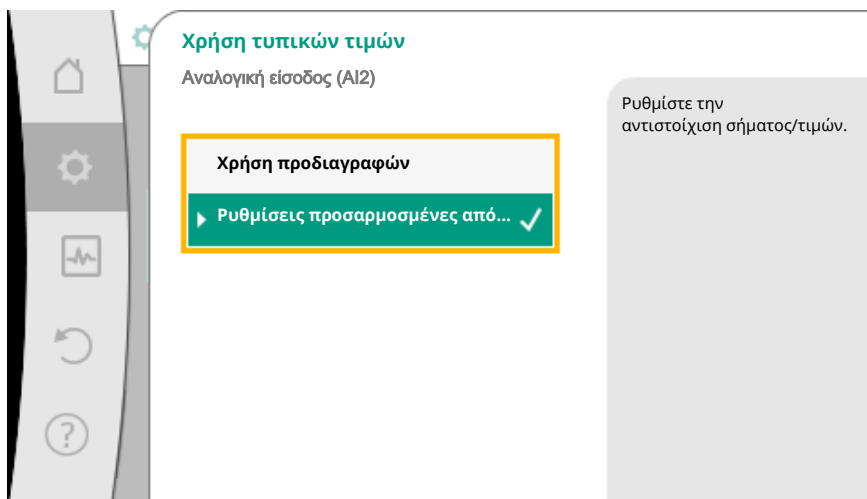 Χρήση τυπικών τιμών
Αναλογική είσοδος (AI2)
Χρήση προδιαγραφών
Ρυθμίσεις προσαρμοσμένες από...
Ρυθμίστε την
αντιστοίχιση σήματος/τιμών.